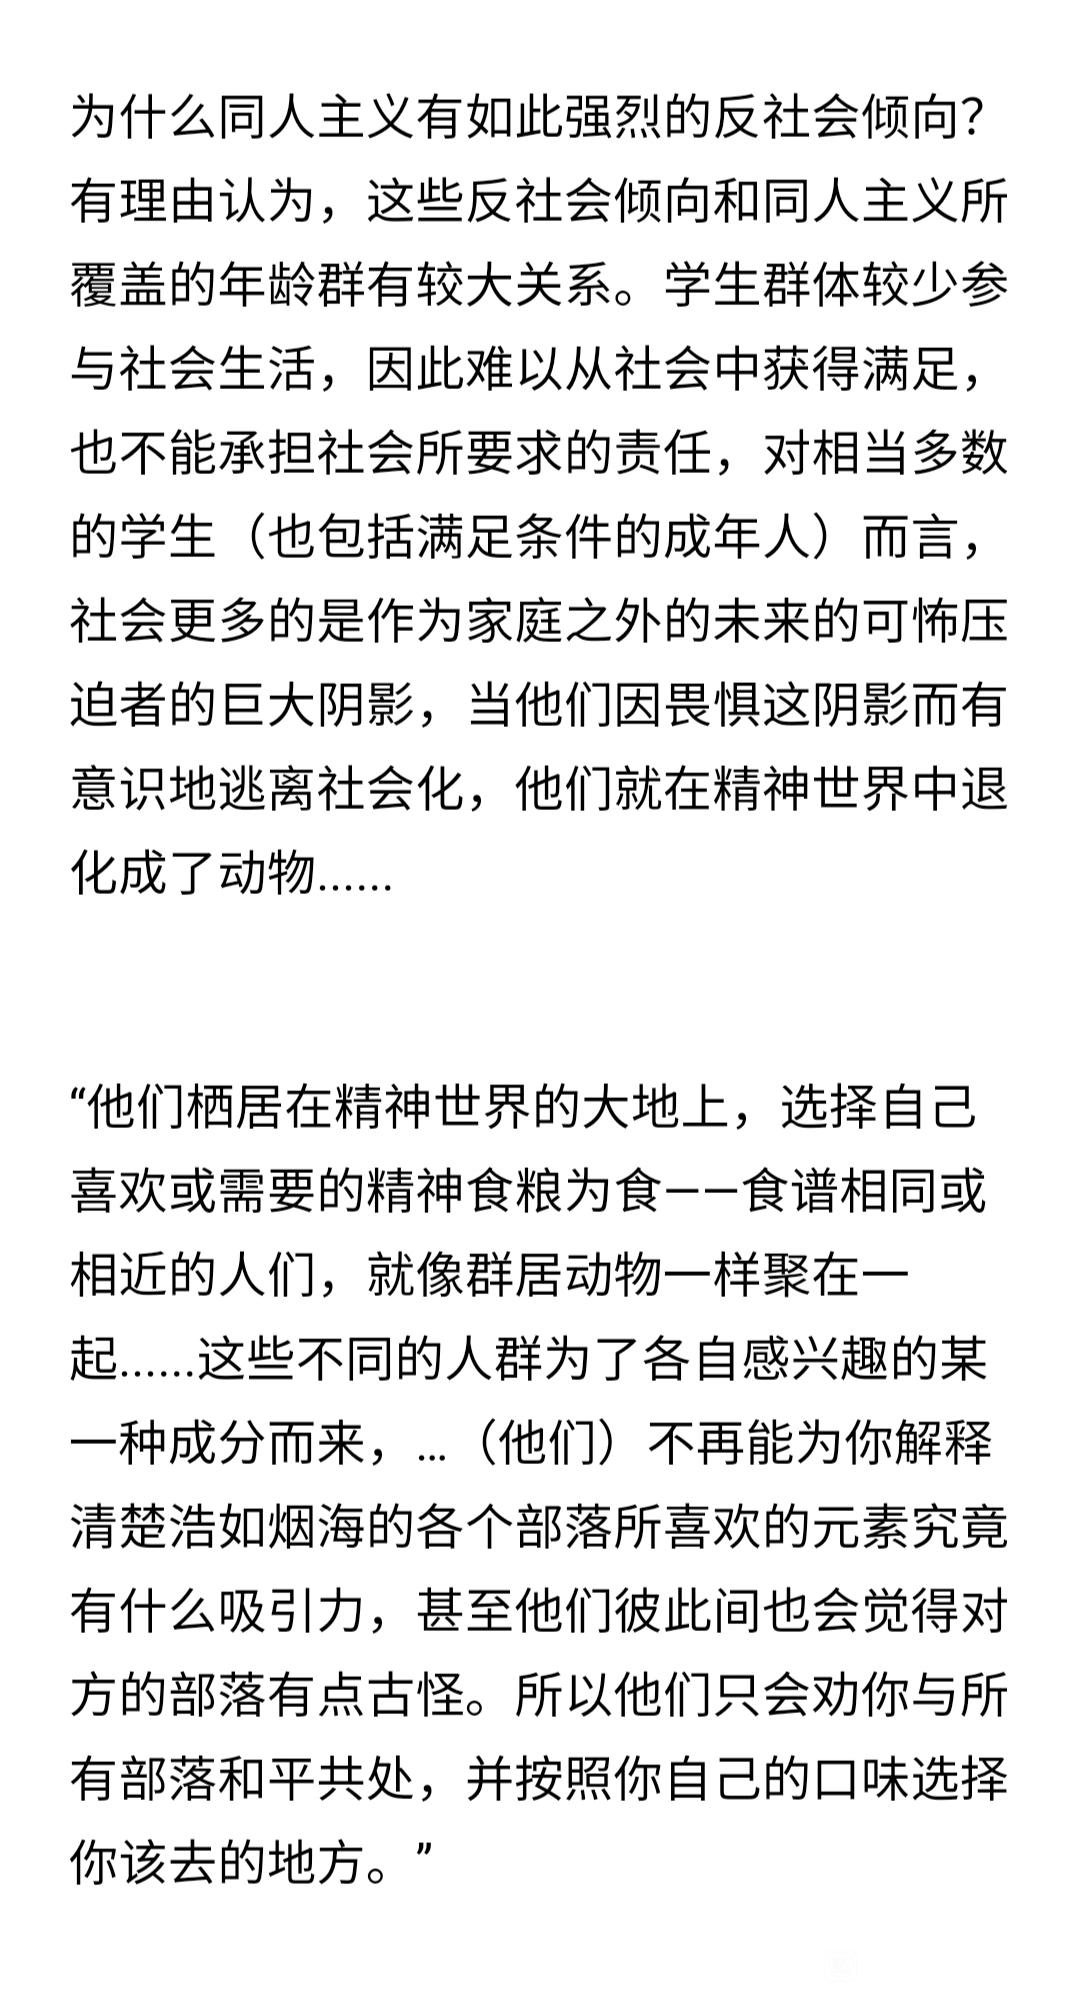 为什么同人主义有如此强烈的反社会倾向？
有理由认为，这些反社会倾向和同人主义所
覆盖的年龄群有较大关系。学生群体较少参
与社会生活，因此难以从社会中获得满足，
也不能承担社会所要求的责任，对相当多数
的学生（也包括满足条件的成年人）而言，
社会更多的是作为家庭之外的未来的可怖压
迫者的巨大阴影，当他们因畏惧这阴影而有
意识地逃离社会化，他们就在精神世界中退
化成了动物......
“他们栖居在精神世界的大地上，选择自己
喜欢或需要的精神食粮为食——食谱相同或
相近的人们，就像群居动物一样聚在一
起......这些不同的人群为了各自感兴趣的某
一种成分而来，...（他们）不再能为你解释
清楚浩如烟海的各个部落所喜欢的元素究竟
有什么吸引力，甚至他们彼此间也会觉得对
方的部落有点古怪。所以他们只会劝你与所
有部落和平共处，并按照你自己的口味选择
你该去的地方。”